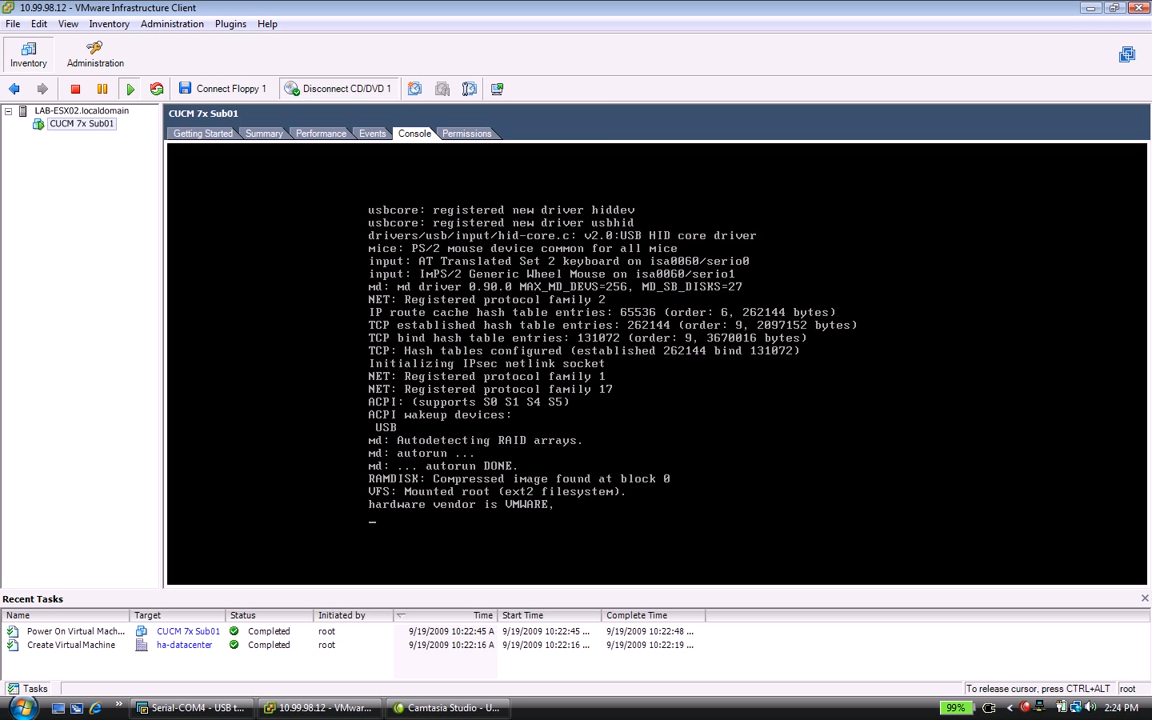 10.99.98.12 - VMware Infrastructure Client
File Edit View Inventory Administration Plugins Help
Inventory Administration
Connect Floppy 1 Disconnect CD/DVD 1
LAB-ESX02.localdomain
CUCM 7x Sub01
CUCM 7x Sub01
Getting Started Summary Performance Events Console Permissions
usbcore: registered new driver hiddev
usbcore: registered new driver usbhid
drivers/usb/input/hid-core.c: v2.0:USB HID core driver
mice: PS/2 mouse device common for all mice
input: AT Translated Set 2 keyboard on isa0060/serio0
input: ImPS/2 Generic Wheel Mouse on isa0060/serio1
md: md driver 0.90.0 MAX_MD_DEVS=256, MD_SB_DISKS=27
NET: Registered protocol family 2
IP route cache hash table entries: 65536 (order: 6, 262144 bytes)
TCP established hash table entries: 262144 (order: 9, 2097152 bytes)
TCP bind hash table entries: 131072 (order: 9, 3670016 bytes)
TCP: Hash tables configured (established 262144 bind 131072)
Initializing IPsec netlink socket
NET: Registered protocol family 1
NET: Registered protocol family 17
ACPI: (supports S0 S1 S4 S5)
ACPI wakeup devices:
USB
md: Autodetecting RAID arrays.
md: autorun ...
md: ... autorun DONE.
RAMDISK: Compressed image found at block 0
VFS: Mounted root (ext2 filesystem).
hardware vendor is VMWARE,
_
Recent Tasks
Name Target Status Initiated by Time Start Time Complete Time
Power On Virtual Mach... CUCM 7x Sub01 Completed root 9/19/2009 10:22:45 A 9/19/2009 10:22:45 ... 9/19/2009 10:22:48 ...
Create Virtual Machine ha-datacenter Completed root 9/19/2009 10:22:16 A 9/19/2009 10:22:16 ... 9/19/2009 10:22:19 ...
Tasks To release cursor, press CTRL+ALT root
Serial-COM4 - USB t... 10.99.98.12 - VMwar... Camtasia Studio - U... 99% 2:24 PM